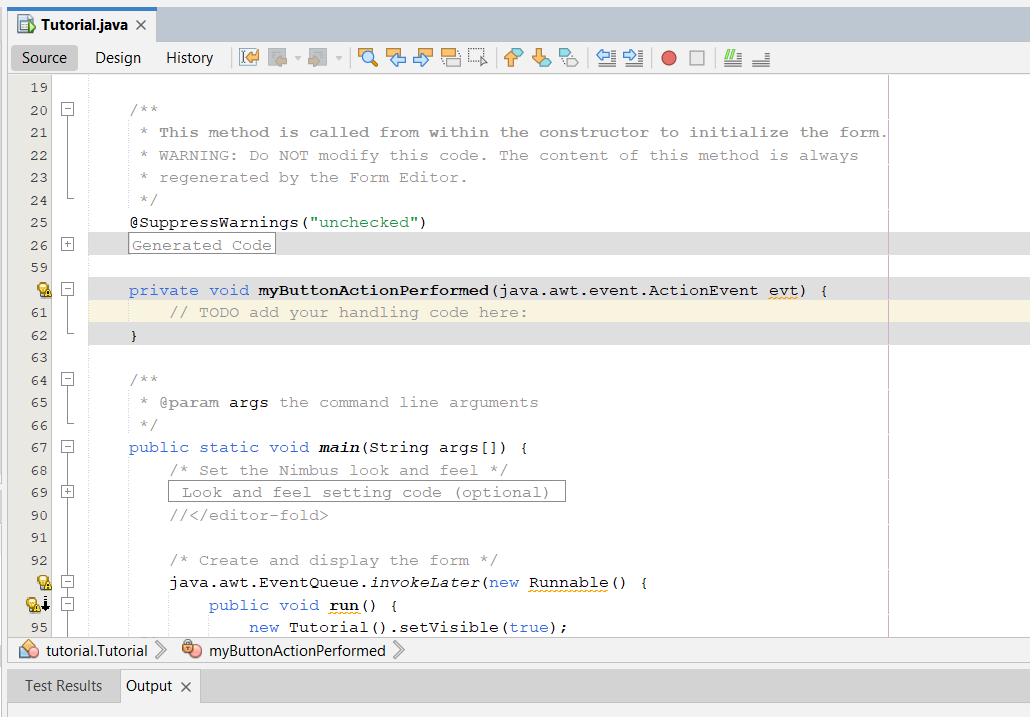 Tutorial.java
Source Design History
19
20 /**
21 * This method is called from within the constructor to initialize the form.
22 * WARNING: Do NOT modify this code. The content of this method is always
23 * regenerated by the Form Editor.
24 */
25 @SuppressWarnings("unchecked")
26 Generated Code
59
private void myButtonActionPerformed(java.awt.event.ActionEvent evt) {
61 // TODO add your handling code here:
62 }
63
64 /**
65 * @param args the command line arguments
66 */
67 public static void main(String args[]) {
68 /* Set the Nimbus look and feel */
69 Look and feel setting code (optional)
90 //</editor-fold>
91
92 /* Create and display the form */
java.awt.EventQueue.invokeLater(new Runnable() {
public void run() {
95 new Tutorial().setVisible(true);
tutorial.Tutorial myButtonActionPerformed
Test Results Output